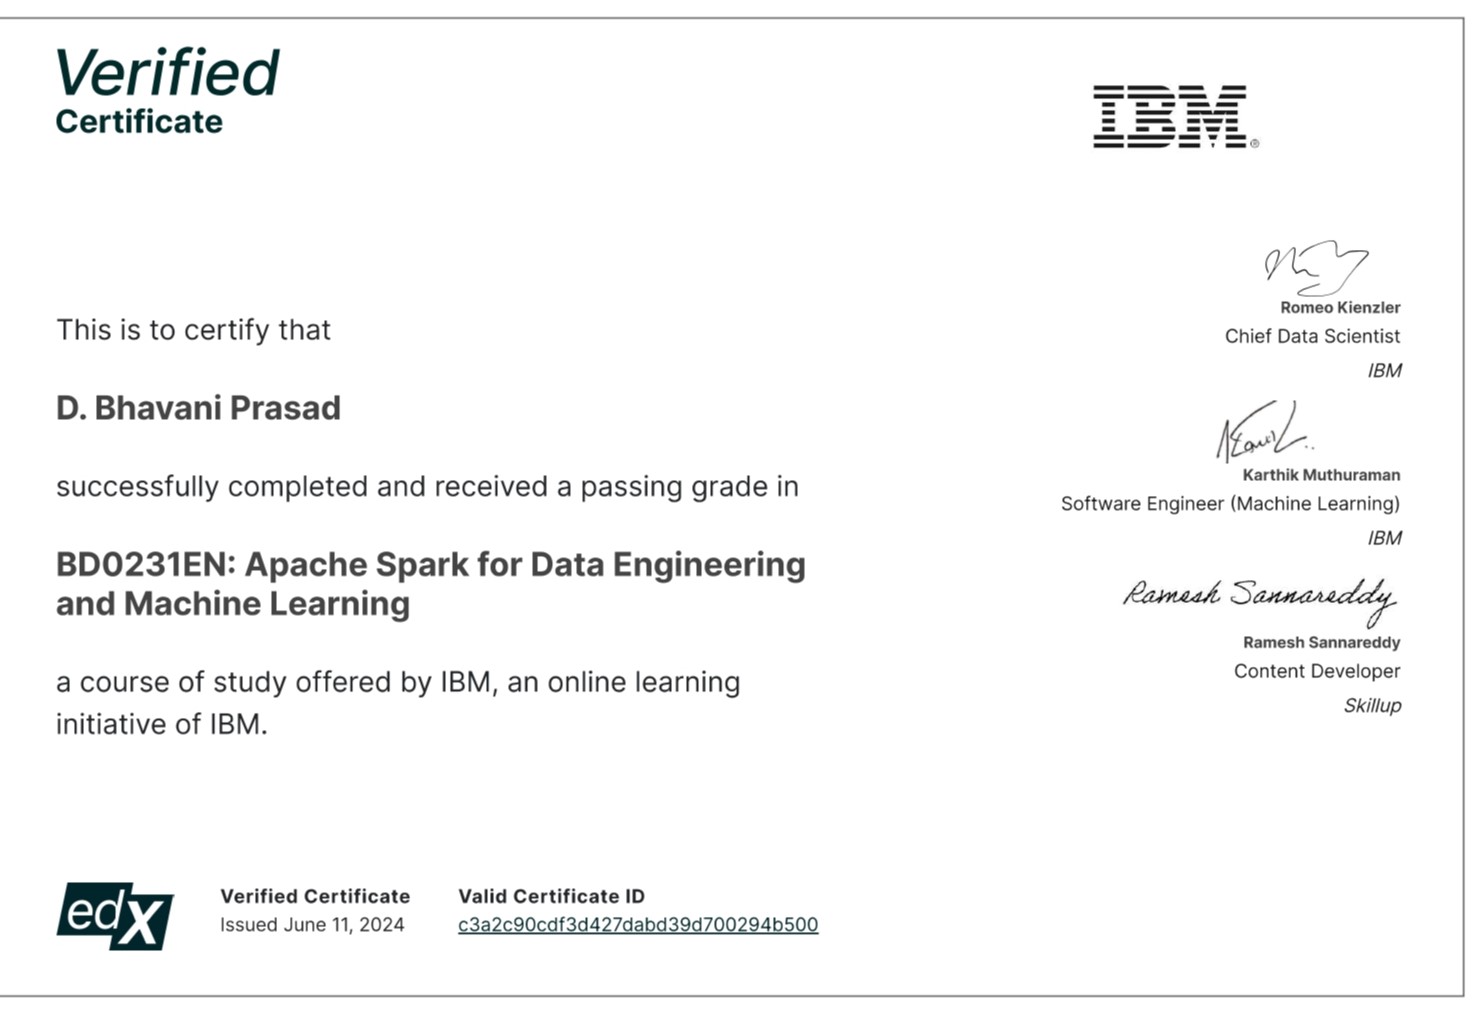 Verified
Certificate
IBM®
This is to certify that
D. Bhavani Prasad
successfully completed and received a passing grade in
BD0231EN: Apache Spark for Data Engineering
and Machine Learning
a course of study offered by IBM, an online learning
initiative of IBM.
Romeo Kienzler
Chief Data Scientist
IBM
Karthik Muthuraman
Software Engineer (Machine Learning)
IBM
Ramesh Sannareddy
Ramesh Sannareddy
Content Developer
Skillup
edX
Verified Certificate
Issued June 11, 2024
Valid Certificate ID
c3a2c90cdf3d427dabd39d700294b500